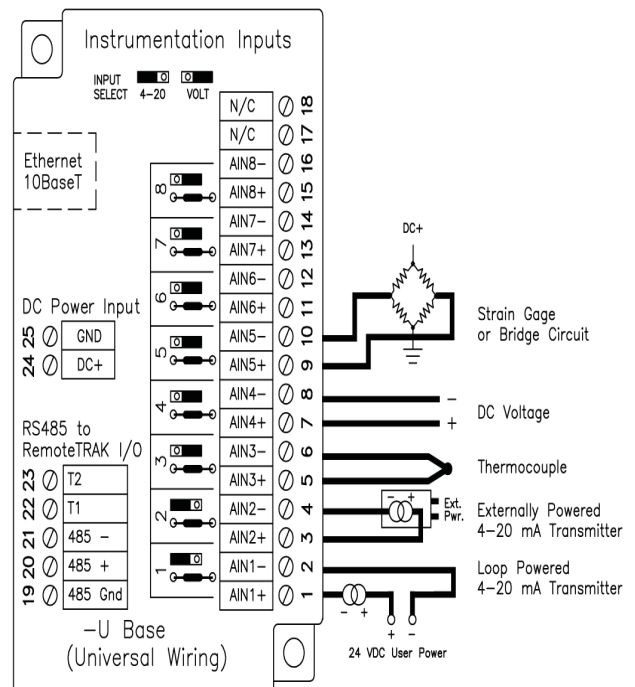 Instrumentation Inputs
INPUT
SELECT 4-20 VOLT
N/C 18
N/C 17
AIN8- 16
8 AIN8+ 15
AIN7- 14
7 AIN7+ 13
AIN6- 12
6 AIN6+ 11
AIN5- 10
5 AIN5+ 9
AIN4- 8
4 AIN4+ 7
AIN3- 6
3 AIN3+ 5
AIN2- 4
2 AIN2+ 3
AIN1- 2
1 AIN1+ 1
Ethernet
10BaseT
DC Power Input
25 GND
24 DC+
RS485 to
RemoteTRAK I/O
23 T2
22 T1
21 485 -
20 485 +
19 485 Gnd
-U Base
(Universal Wiring)
DC+
Strain Gage
or Bridge Circuit
-
+
DC Voltage
Thermocouple
- +
Ext.
Pwr.
Externally Powered
4-20 mA Transmitter
Loop Powered
4-20 mA Transmitter
- +
+ -
24 VDC User Power